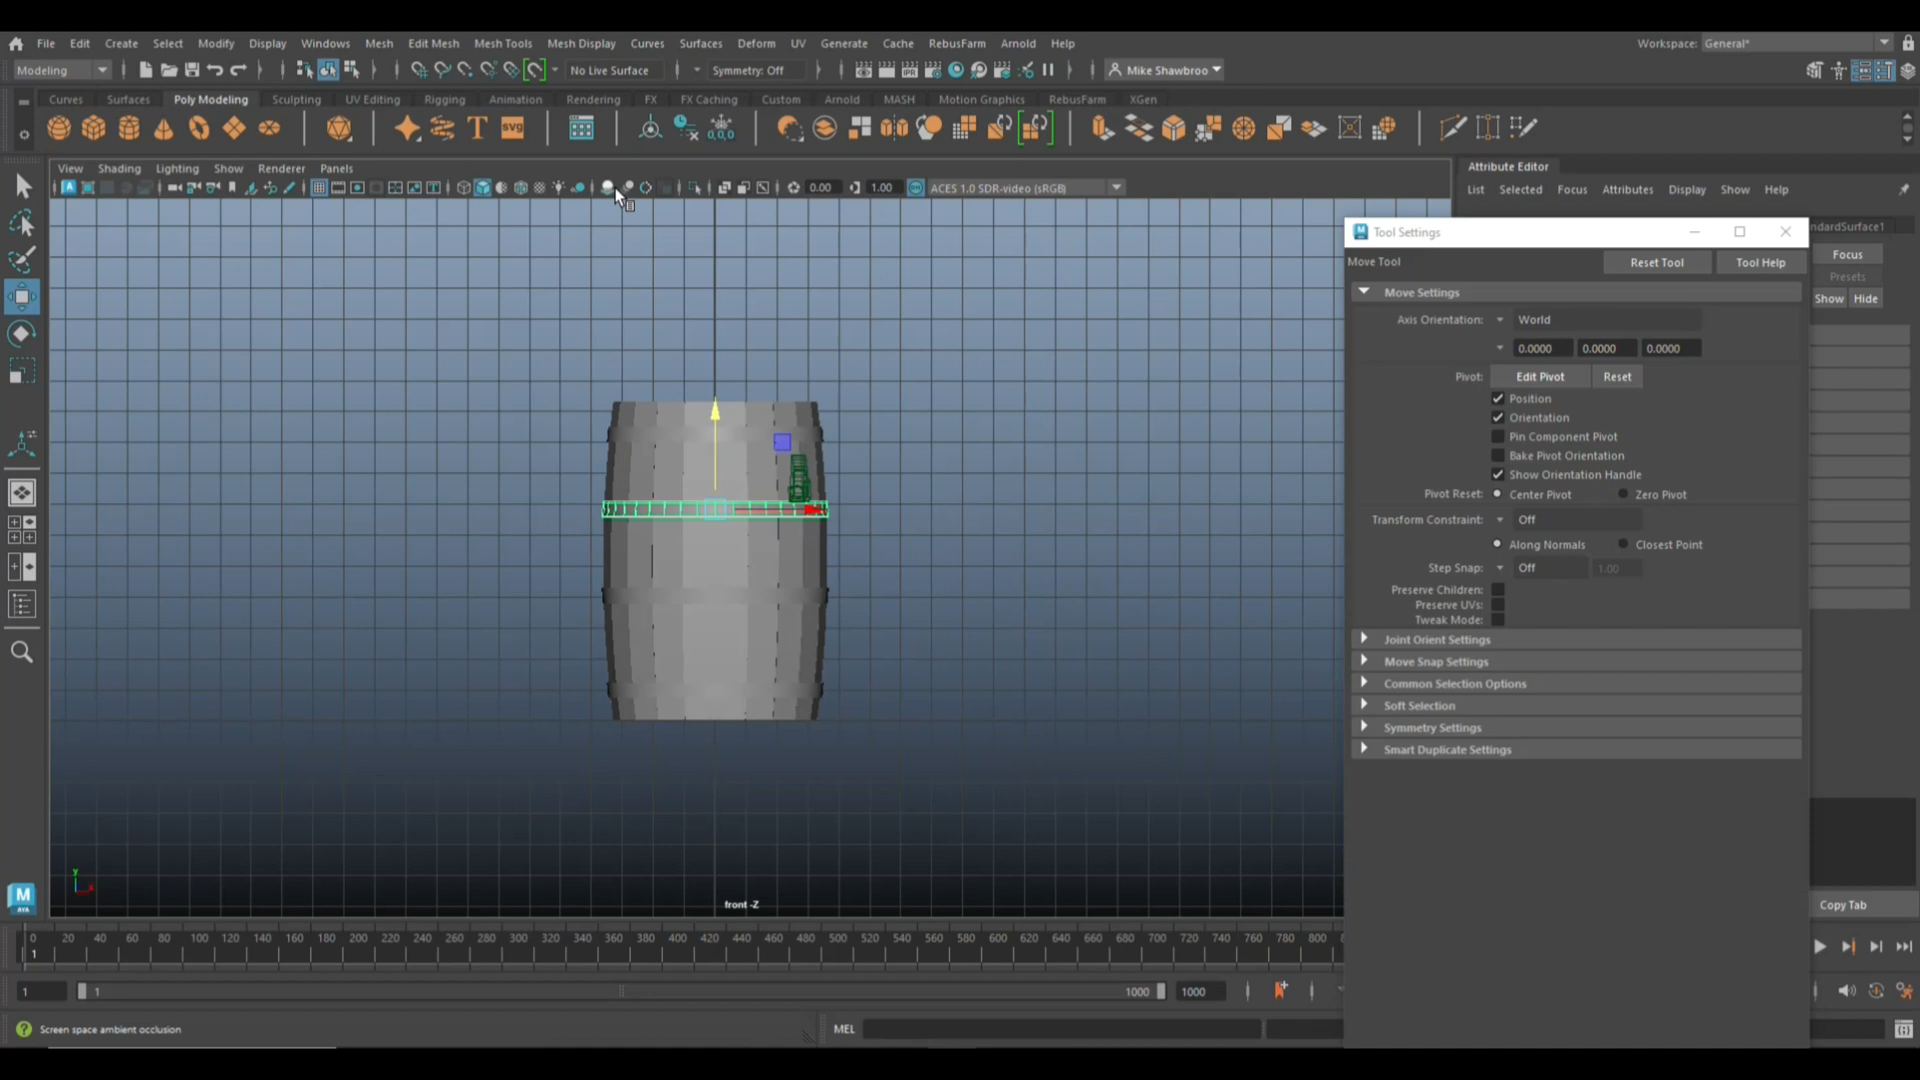 File Edit Create Select Modify Display Windows Mesh Edit Mesh Mesh Tools Mesh Display Curves Surfaces Deform UV Generate Cache RebusFarm Arnold Help Workspace: General*
Modeling No Live Surface Symmetry: Off IPR Mike Shawbroo
Curves Surfaces Poly Modeling Sculpting UV Editing Rigging Animation Rendering FX FX Caching Custom Arnold MASH Motion Graphics RebusFarm XGen
T SVG 0,0,0
View Shading Lighting Show Renderer Panels
Attribute Editor
0.00 1.00 ACES 1.0 SDR-video (sRGB)
List Selected Focus Attributes Display Show Help
ndardSurface1
Tool Settings
Move Tool Reset Tool Tool Help
Focus
Presets
Show Hide
Move Settings
Axis Orientation: World
0.0000 0.0000 0.0000
Pivot: Edit Pivot Reset
Position
Orientation
Pin Component Pivot
Bake Pivot Orientation
Show Orientation Handle
Pivot Reset: Center Pivot Zero Pivot
Transform Constraint: Off
Along Normals Closest Point
Step Snap: Off 1.00
Preserve Children:
Preserve UVs:
Tweak Mode:
Joint Orient Settings
Move Snap Settings
Common Selection Options
Soft Selection
Symmetry Settings
Smart Duplicate Settings
y
x
M
AYA
front -Z
Copy Tab
0 20 40 60 80 100 120 140 160 180 200 220 240 260 280 300 320 340 360 380 400 420 440 460 480 500 520 540 560 580 600 620 640 660 680 700 720 740 760 780 800
1
1 1 1000 1000
Screen space ambient occlusion MEL